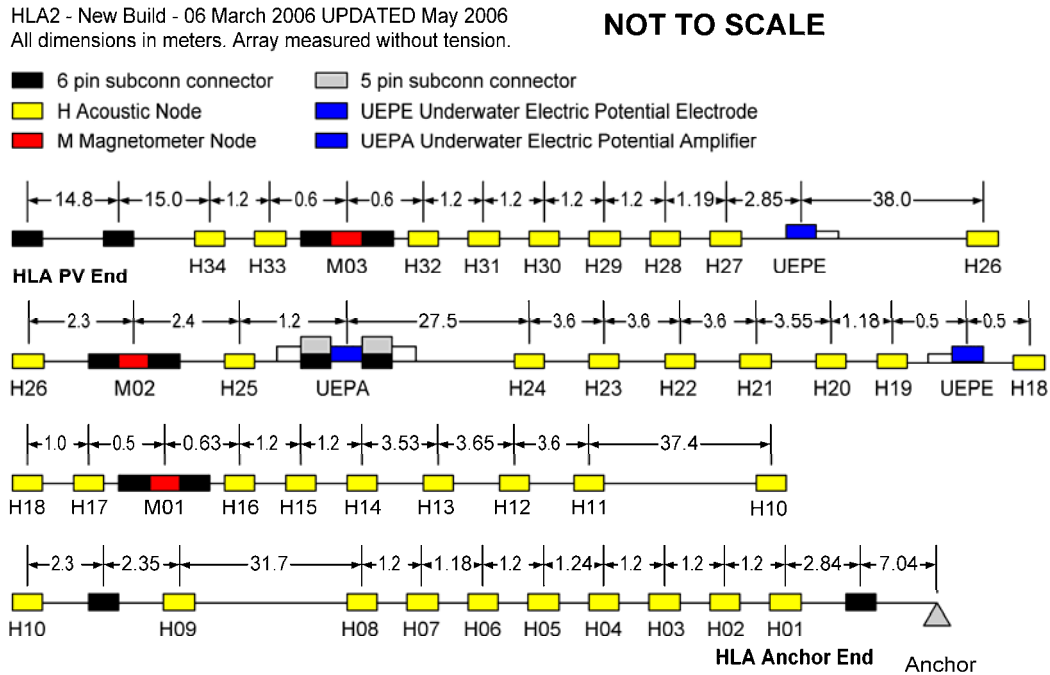 HLA2 - New Build - 06 March 2006 UPDATED May 2006
All dimensions in meters. Array measured without tension.
NOT TO SCALE
6 pin subconn connector
5 pin subconn connector
H Acoustic Node
UEPE Underwater Electric Potential Electrode
M Magnetometer Node
UEPA Underwater Electric Potential Amplifier
14.8 15.0 1.2 0.6 0.6 1.2 1.2 1.2 1.2 1.19 2.85 38.0
H34 H33 M03 H32 H31 H30 H29 H28 H27 UEPE H26
HLA PV End
2.3 2.4 1.2 27.5 3.6 3.6 3.6 3.55 1.18 0.5 0.5
H26 M02 H25 UEPA H24 H23 H22 H21 H20 H19 UEPE H18
1.0 0.5 0.63 1.2 1.2 3.53 3.65 3.6 37.4
H18 H17 M01 H16 H15 H14 H13 H12 H11 H10
2.3 2.35 31.7 1.2 1.18 1.2 1.24 1.2 1.2 1.2 2.84 7.04
H10 H09 H08 H07 H06 H05 H04 H03 H02 H01
HLA Anchor End
Anchor